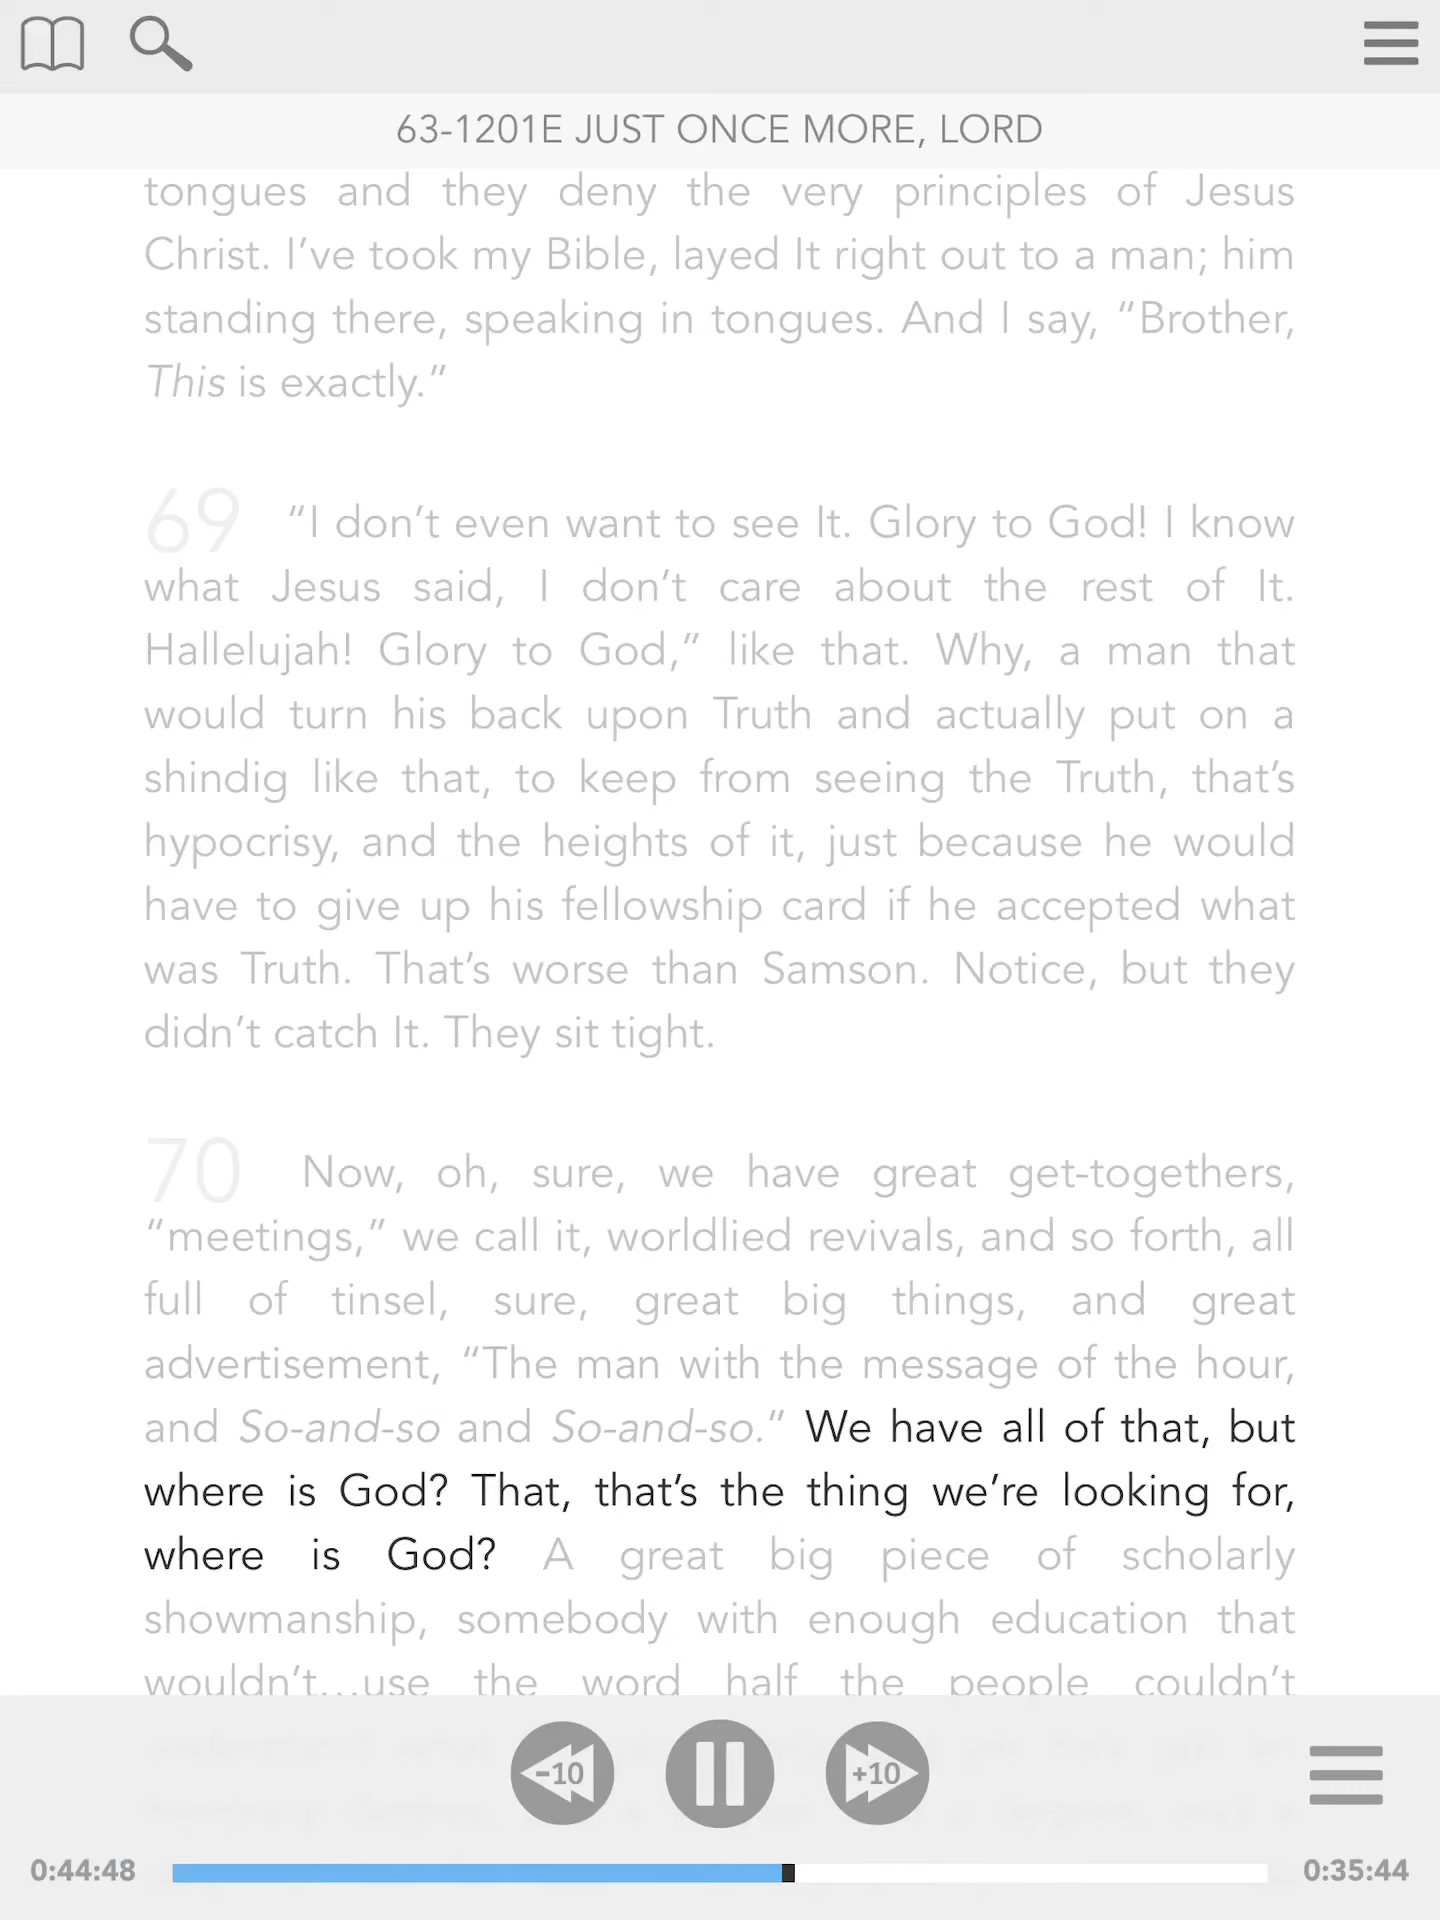 63-1201E JUST ONCE MORE, LORD
tongues and they deny the very principles of Jesus
Christ. I’ve took my Bible, layed It right out to a man; him
standing there, speaking in tongues. And I say, “Brother,
This is exactly.”
69 “I don’t even want to see It. Glory to God! I know
what Jesus said, I don’t care about the rest of It.
Hallelujah! Glory to God,” like that. Why, a man that
would turn his back upon Truth and actually put on a
shindig like that, to keep from seeing the Truth, that’s
hypocrisy, and the heights of it, just because he would
have to give up his fellowship card if he accepted what
was Truth. That’s worse than Samson. Notice, but they
didn’t catch It. They sit tight.
70 Now, oh, sure, we have great get-togethers,
“meetings,” we call it, worldlied revivals, and so forth, all
full of tinsel, sure, great big things, and great
advertisement, “The man with the message of the hour,
and So-and-so and So-and-so.” We have all of that, but
where is God? That, that’s the thing we’re looking for,
where is God? A great big piece of scholarly
showmanship, somebody with enough education that
wouldn’t...use the word half the people couldn’t
-10 +10
0:44:48 0:35:44